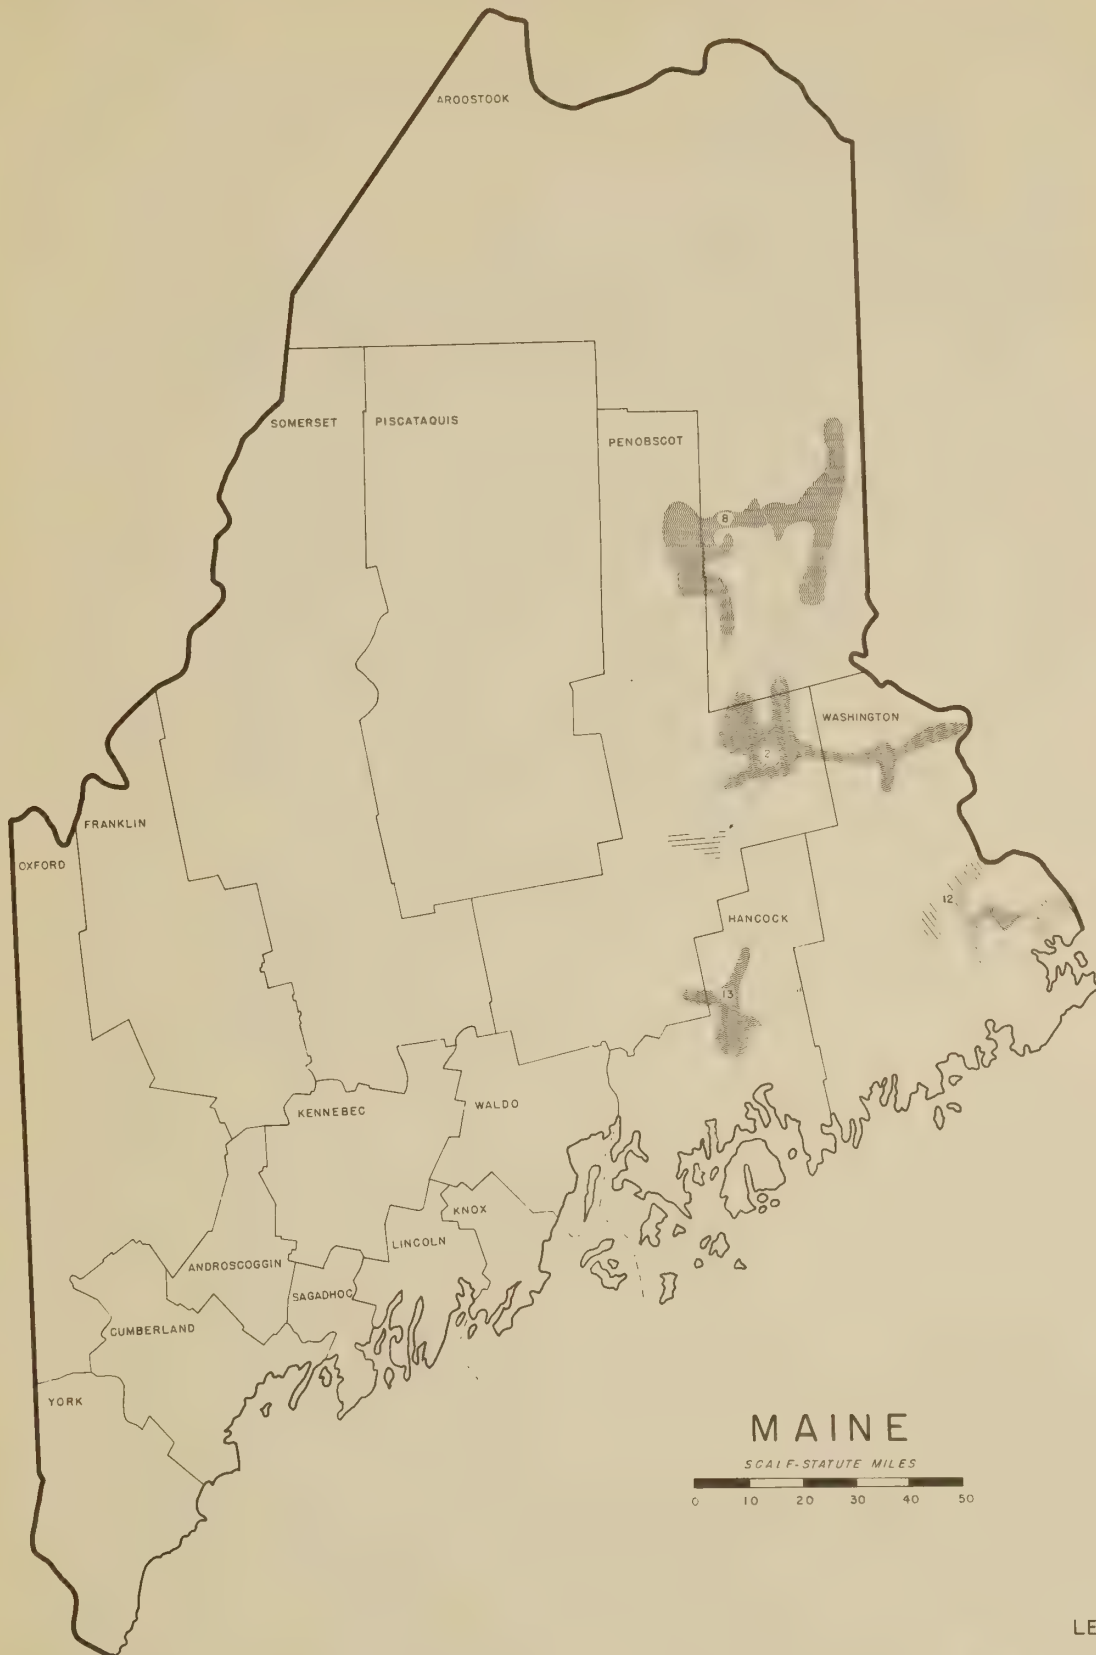 AROOSTOOK
SOMERSET
PISCATAQUIS
PENOBSCOT
8
WASHINGTON
2
FRANKLIN
OXFORD
12
HANCOCK
13
KENNEBEC
WALDO
KNOX
LINCOLN
ANDROSCOGGIN
SAGADHOC
CUMBERLAND
YORK
MAINE
SCALE-STATUTE MILES
0 10 20 30 40 50
LE